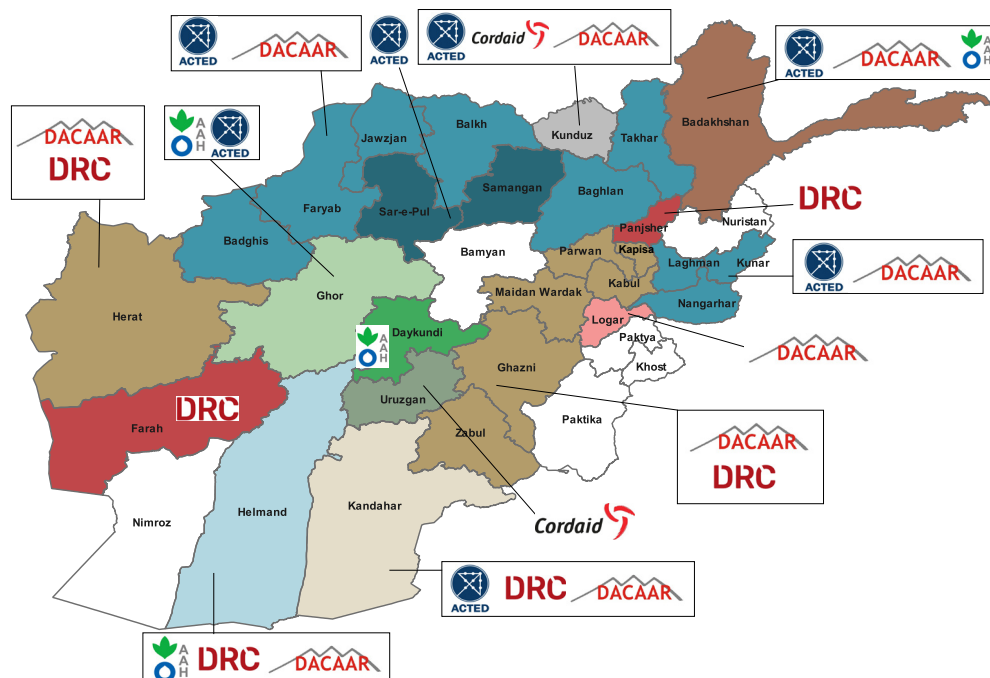 ACTED
DACAAR
ACTED
ACTED
Cordaid
DACAAR
ACTED
DACAAR
AAH
DACAAR
DRC
AAH
ACTED
Jawzjan
Balkh
Kunduz
Takhar
Badakhshan
Faryab
Sar-e-Pul
Samangan
Baghlan
Panjsher
DRC
Nuristan
Badghis
Bamyan
Parwan
Kapisa
Laghman
Kunar
ACTED
DACAAR
Ghor
Maidan Wardak
Kabul
Nangarhar
Herat
AAH
Daykundi
Logar
Paktya
DACAAR
Khost
Ghazni
Uruzgan
DRC
Farah
Zabul
Paktika
DACAAR
DRC
Nimroz
Helmand
Kandahar
Cordaid
ACTED
DRC
DACAAR
AAH
DRC
DACAAR